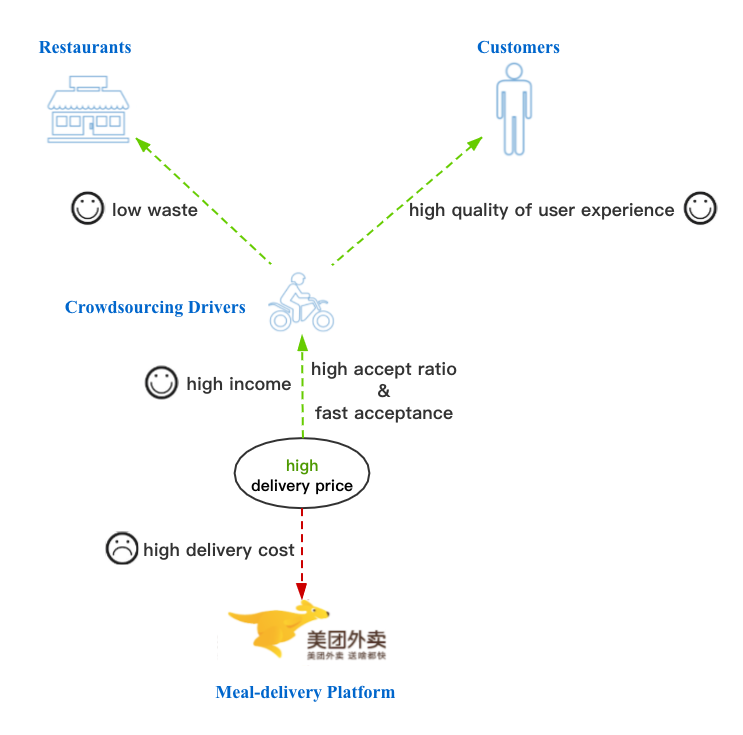 Restaurants
Customers
low waste
high quality of user experience
Crowdsourcing Drivers
high income
high accept ratio
&
fast acceptance
high
delivery price
high delivery cost
美团外卖
美团外卖 送啥都快
Meal-delivery Platform